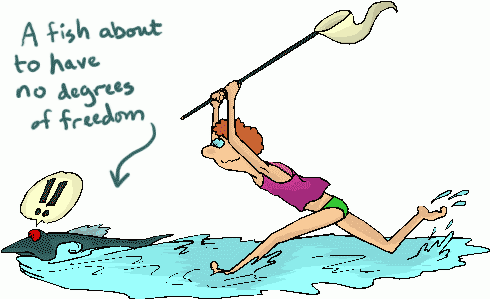 A fish about
to have
no degrees
of freedom
!!